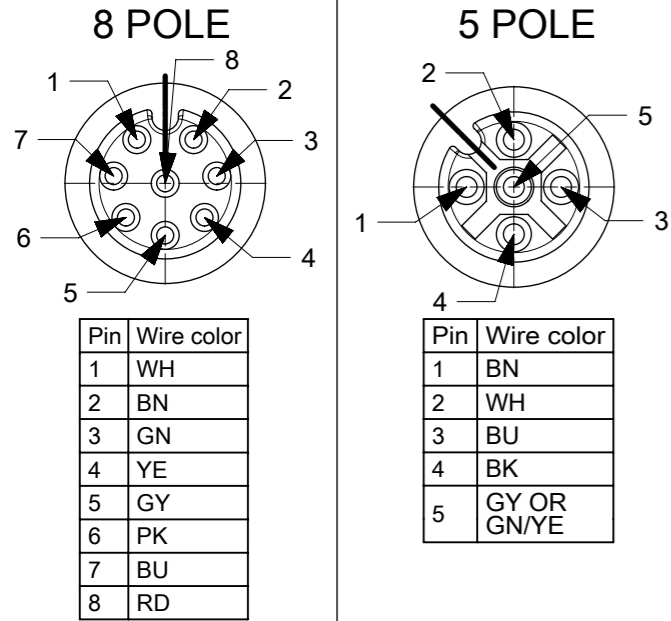 8 POLE
8
1
2
7
3
6
4
5
Pin Wire color
1 WH
2 BN
3 GN
4 YE
5 GY
6 PK
7 BU
8 RD
5 POLE
2
5
1
3
4
Pin Wire color
1 BN
2 WH
3 BU
4 BK
5 GY OR
GN/YE